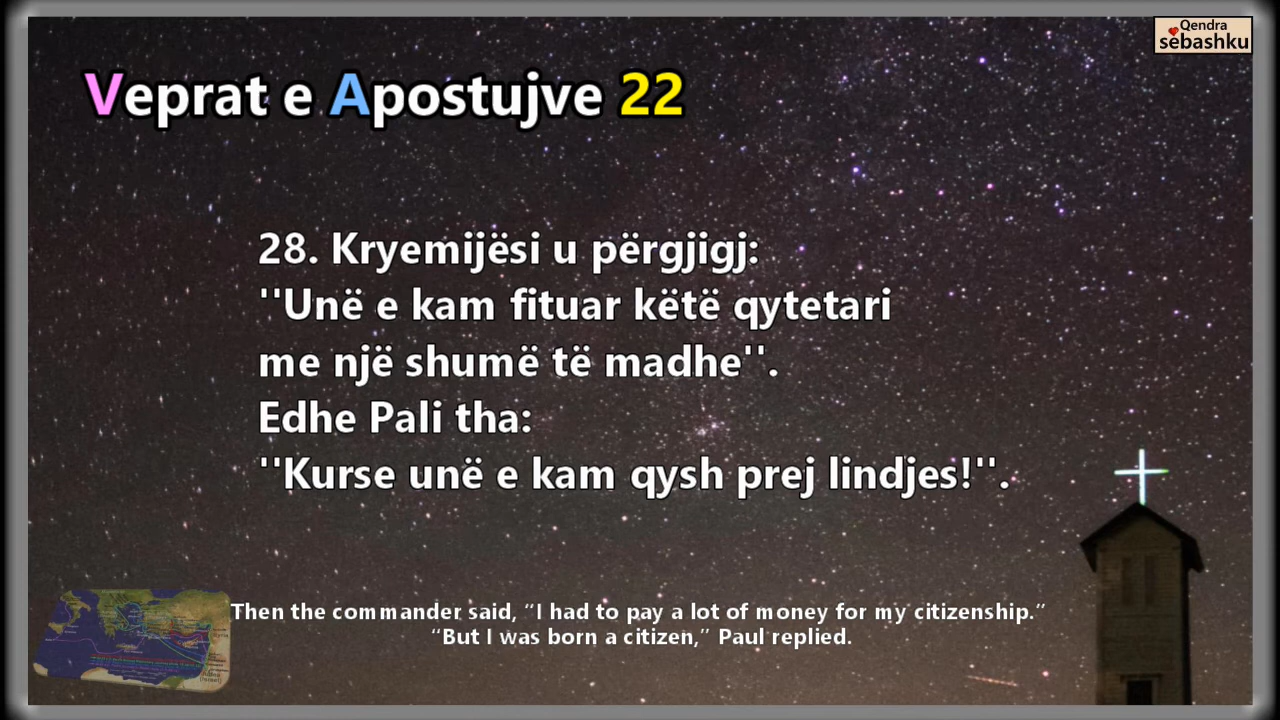 Qendra
sëbashku
Veprat e Apostujve 22
28. Kryemijësi u përgjigj:
''Unë e kam fituar këtë qytetari
me një shumë të madhe''.
Edhe Pali tha:
''Kurse unë e kam qysh prej lindjes!''.
Then the commander said, “I had to pay a lot of money for my citizenship.”
“But I was born a citizen,” Paul replied.